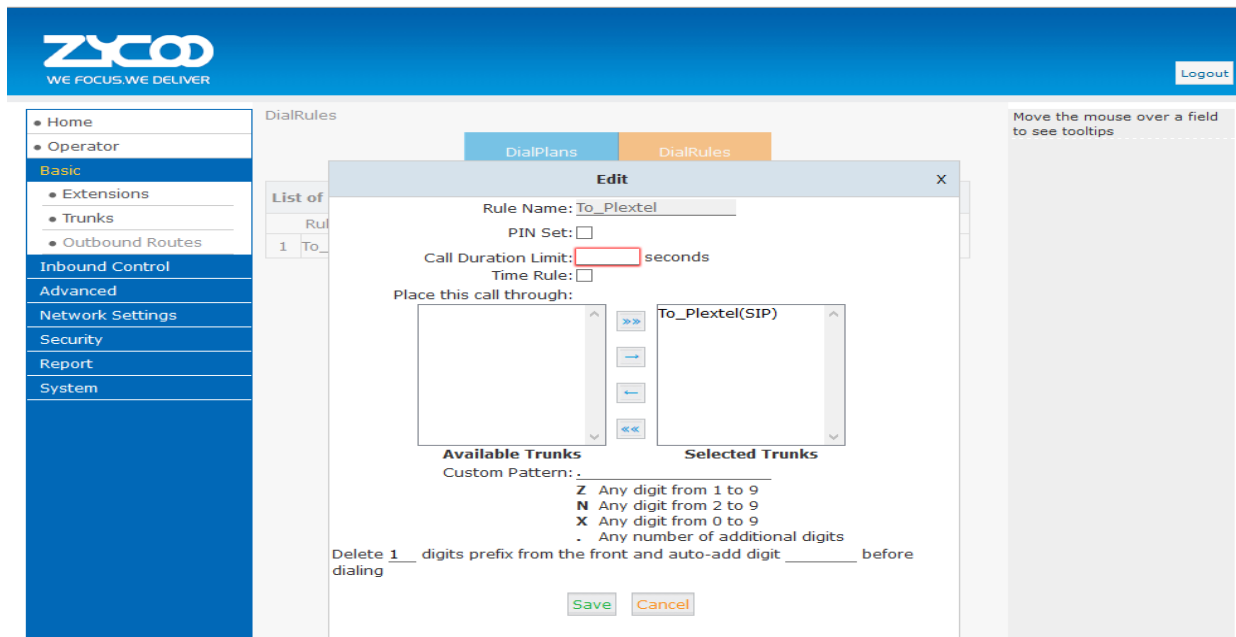 ZYCOO
WE FOCUS,WE DELIVER
Logout
• Home
• Operator
Basic
• Extensions
• Trunks
• Outbound Routes
Inbound Control
Advanced
Network Settings
Security
Report
System
DialRules
DialPlans
DialRules
List of
Rul
1 To_
Edit
X
Rule Name: To_Plextel
PIN Set:
Call Duration Limit: seconds
Time Rule:
Place this call through:
»»
To_Plextel(SIP)
→
←
««
Available Trunks
Selected Trunks
Custom Pattern: .
Z Any digit from 1 to 9
N Any digit from 2 to 9
X Any digit from 0 to 9
. Any number of additional digits
Delete 1 digits prefix from the front and auto-add digit ________ before
dialing
Save
Cancel
Move the mouse over a field
to see tooltips